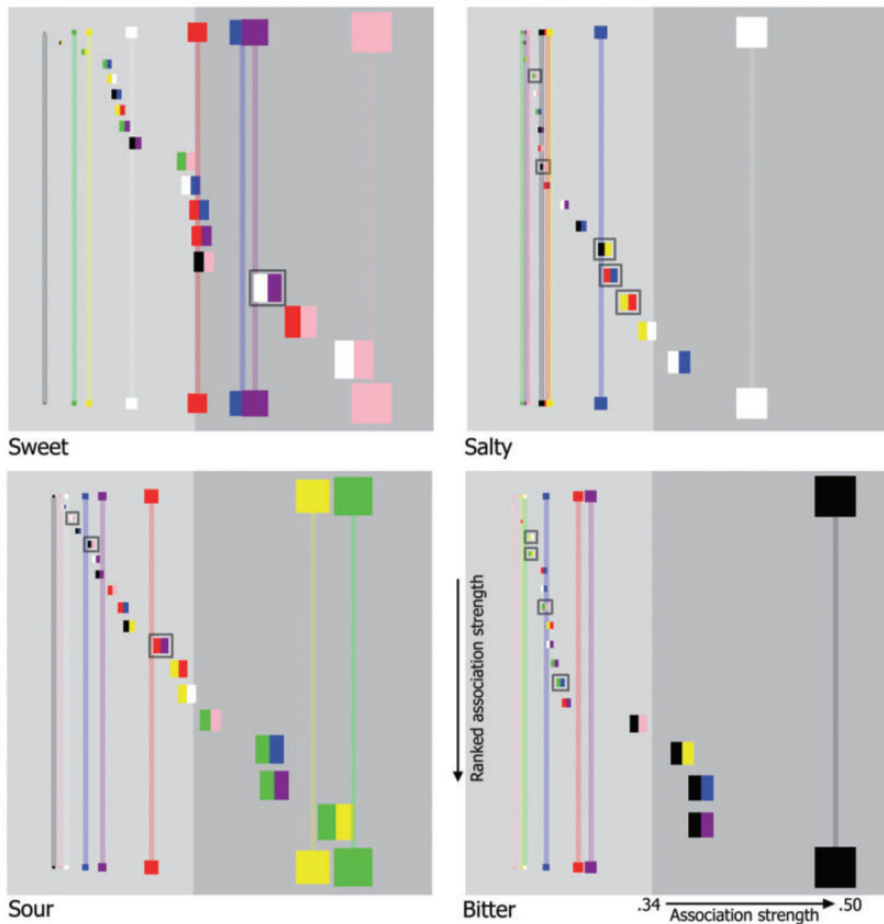 Sweet
Salty
Ranked association strength
Sour
Bitter
.34
.50
Association strength